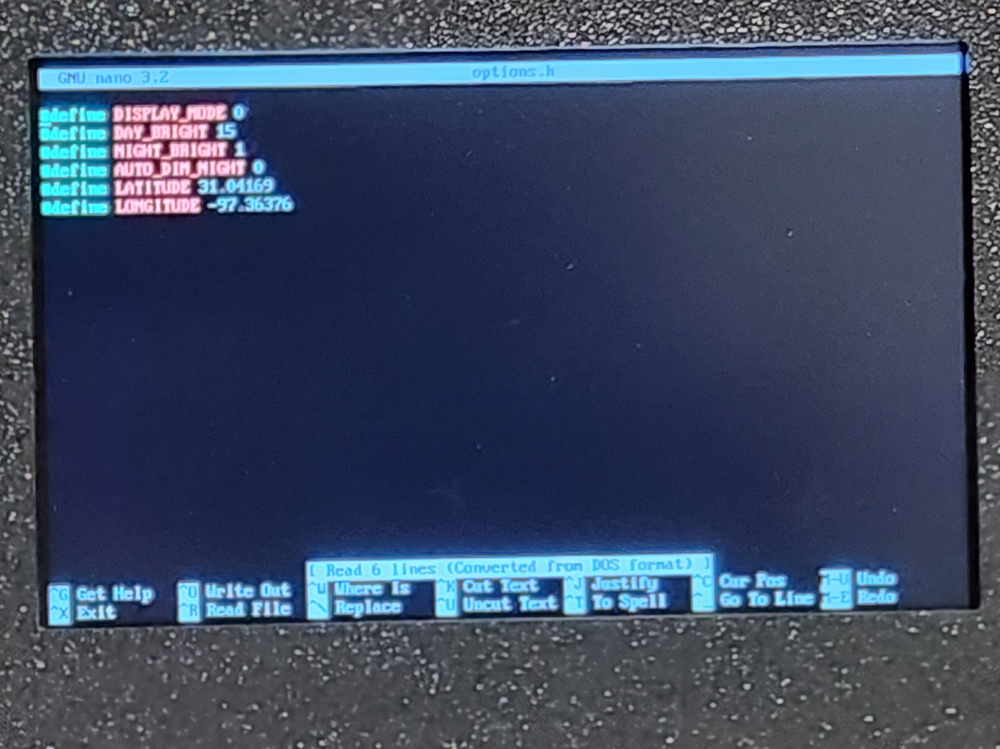 GNU nano 3.2 options.h
#define DISPLAY_MODE 0
#define DAY_BRIGHT 15
#define NIGHT_BRIGHT 1
#define AUTO_DIM_NIGHT 0
#define LATITUDE 31.04169
#define LONGITUDE -97.36376
[ Read 6 lines (Converted from DOS format) ]
^G Get Help ^O Write Out ^W Where Is ^K Cut Text ^J Justify ^C Cur Pos M-U Undo
^X Exit ^R Read File ^\ Replace ^U Uncut Text ^T To Spell ^_ Go To Line M-E Redo